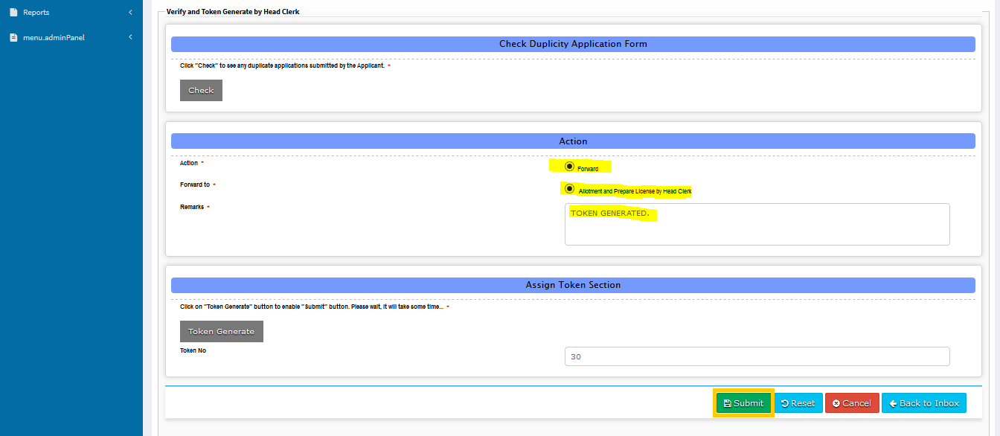 Reports
menu.adminPanel
Verify and Token Generate by Head Clerk
Check Duplicity Application Form
Click "Check" to see any duplicate applications submitted by the Applicant. *
Check
Action
Action *
Forward
Forward to *
Allotment and Prepare License by Head Clerk
Remarks *
TOKEN GENERATED.
Assign Token Section
Click on "Token Generate" button to enable "Submit" button. Please wait, it will take some time... *
Token Generate
Token No
30
Submit Reset Cancel Back to Inbox